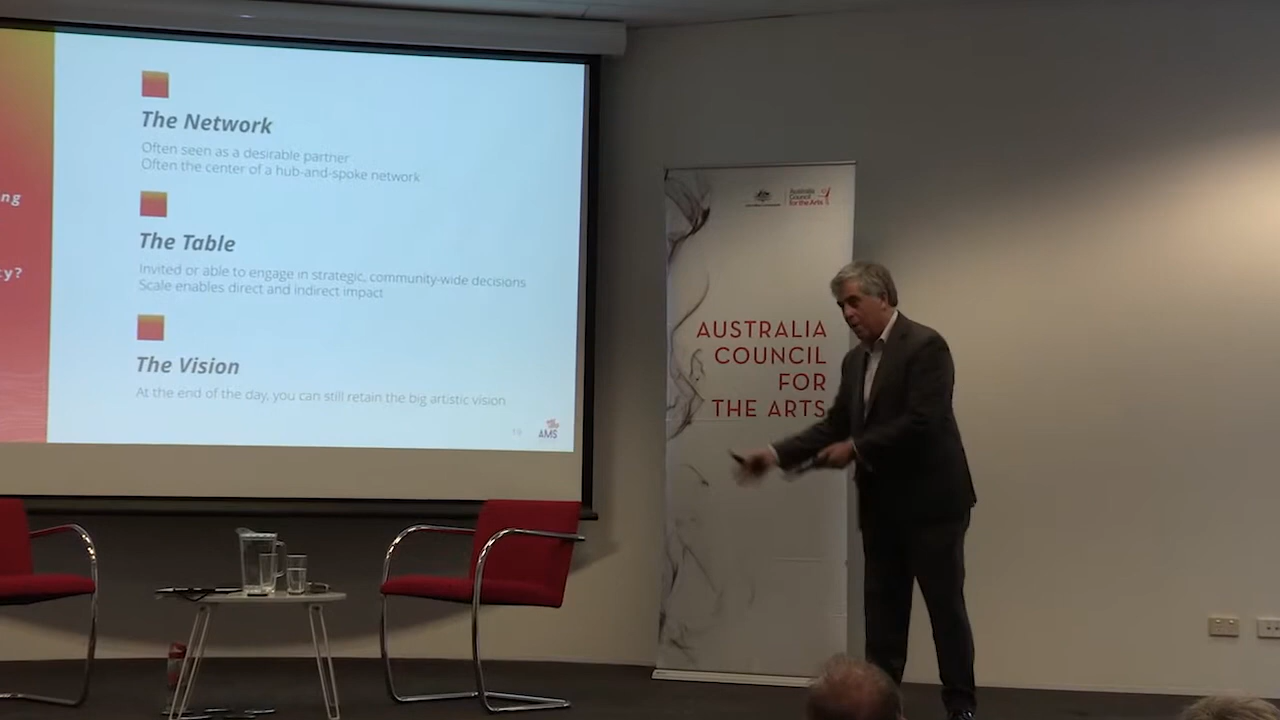 ng
cy?
The Network
Often seen as a desirable partner
Often the center of a hub-and-spoke network
The Table
Invited or able to engage in strategic, community-wide decisions
Scale enables direct and indirect impact
The Vision
At the end of the day, you can still retain the big artistic vision
AMS
Australia
Council
for the Arts
AUSTRALIA
COUNCIL
FOR
THE ARTS